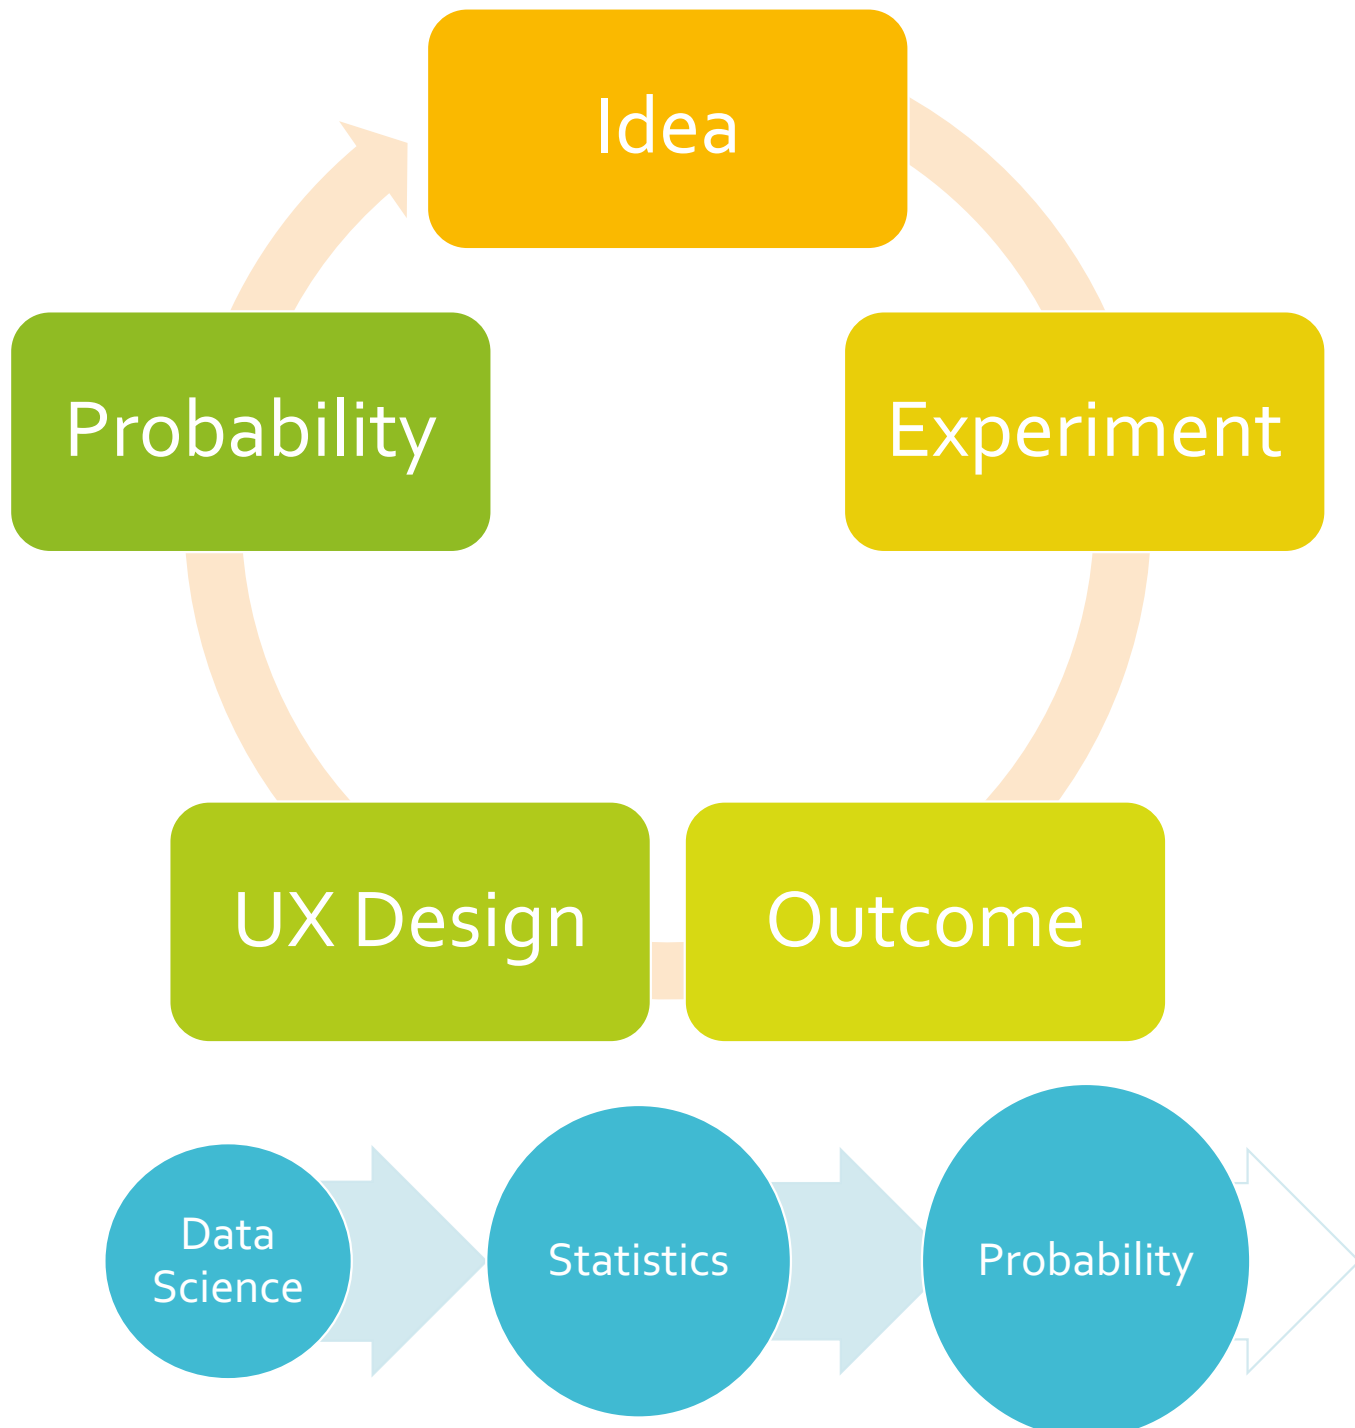 Idea
Probability
Experiment
UX Design
Outcome
Data
Science
Statistics
Probability